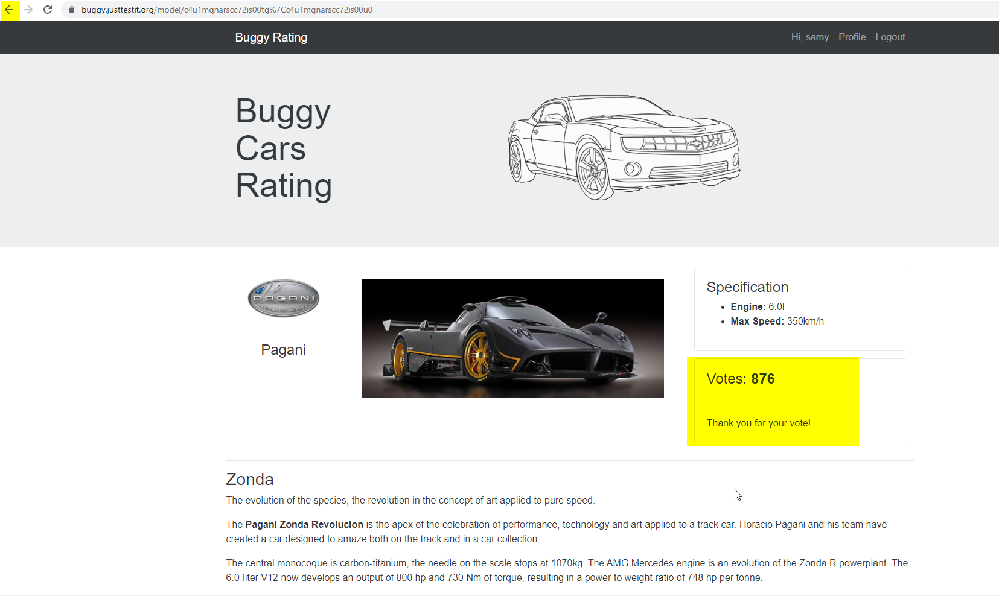 buggy.justtestit.org/model/c4u1mqnarscc72is00tg%7Cc4u1mqnarscc72is00u0
Buggy Rating
Hi, samy Profile Logout
Buggy
Cars
Rating
PAGANI
Pagani
Specification
Engine: 6.0l
Max Speed: 350km/h
Votes: 876
Thank you for your vote!
Zonda
The evolution of the species, the revolution in the concept of art applied to pure speed.
The Pagani Zonda Revolucion is the apex of the celebration of performance, technology and art applied to a track car. Horacio Pagani and his team have
created a car designed to amaze both on the track and in a car collection.
The central monocoque is carbon-titanium, the needle on the scale stops at 1070kg. The AMG Mercedes engine is an evolution of the Zonda R powerplant. The
6.0-liter V12 now develops an output of 800 hp and 730 Nm of torque, resulting in a power to weight ratio of 748 hp per tonne.